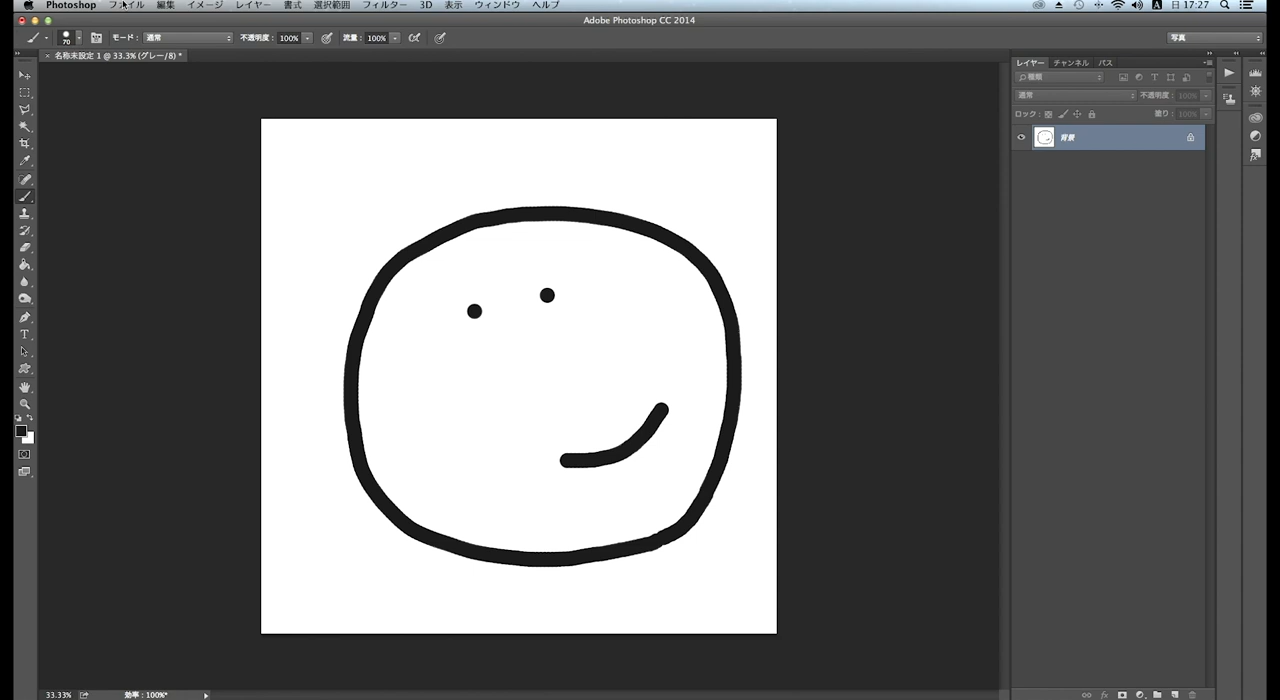 Photoshop ファイル 編集 イメージ レイヤー 書式 選択範囲 フィルター 3D 表示 ウィンドウ ヘルプ A 日 17:27
Adobe Photoshop CC 2014
70 モード： 通常 不透明度： 100% 流量： 100% 写真
× 名称未設定 1 @ 33.3% (グレー/8) *
レイヤー チャンネル パス
種類
通常 不透明度： 100%
ロック： 塗り： 100%
背景
T
33.33% 効率：100%*
fx